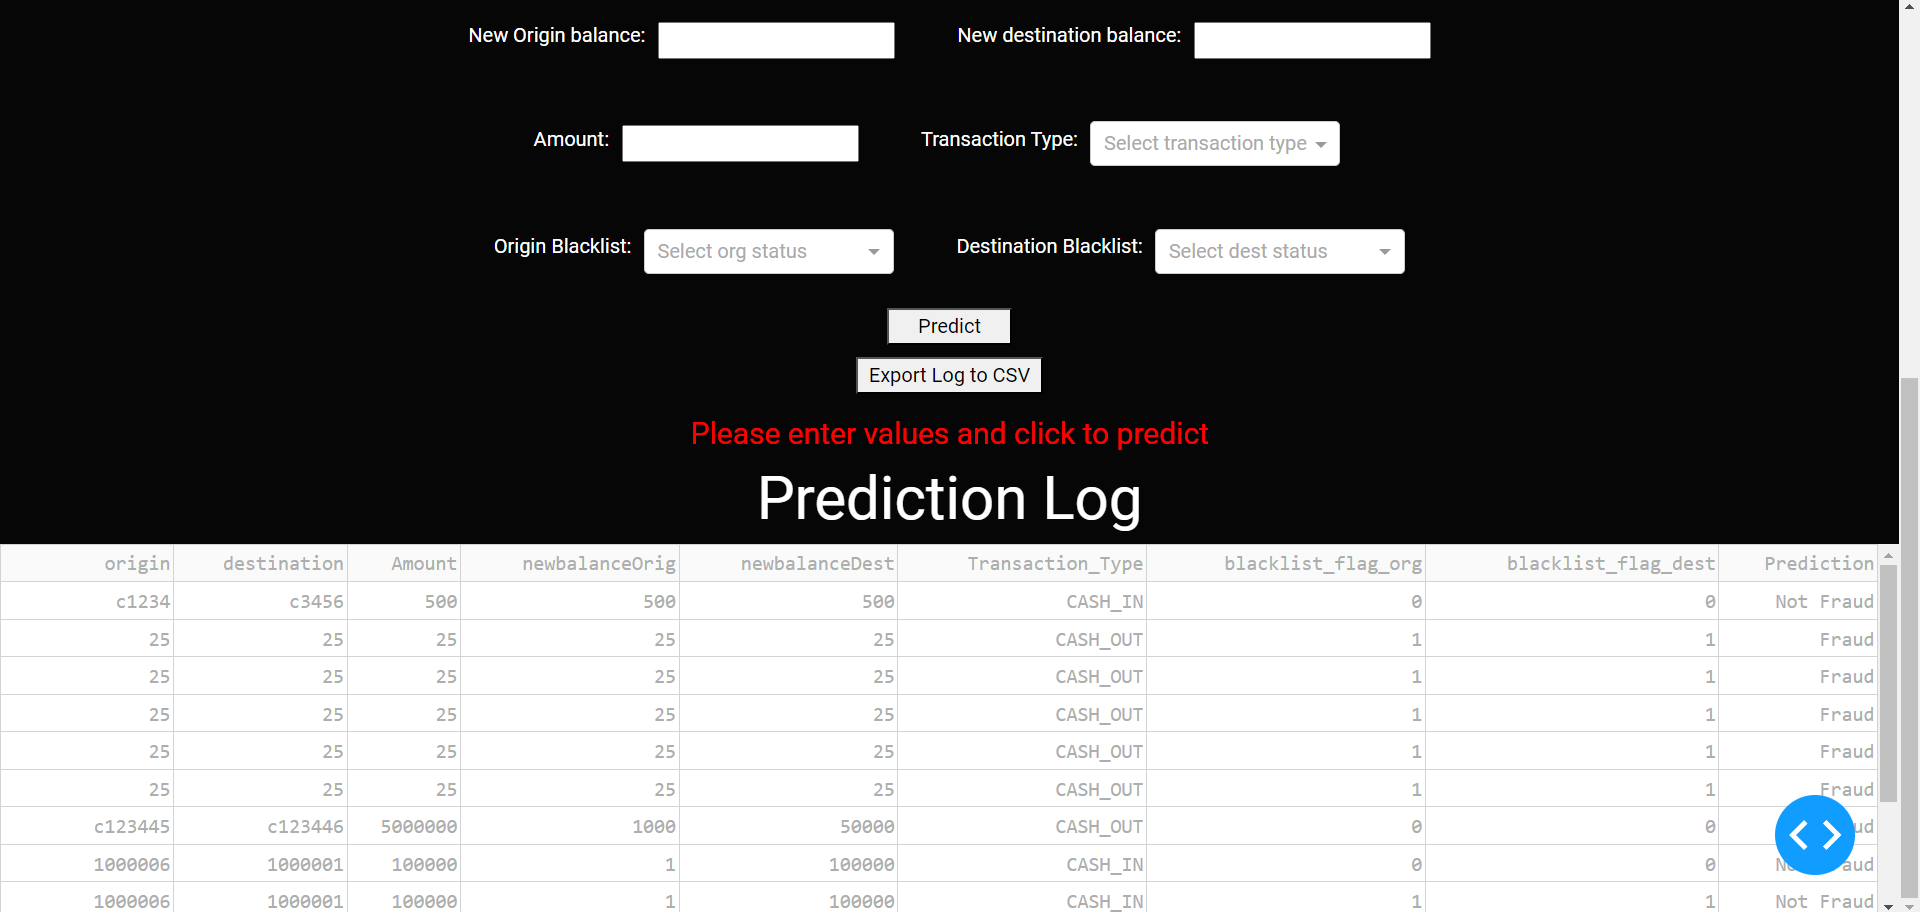 New Origin balance: New destination balance:
Amount: Transaction Type: Select transaction type
Origin Blacklist: Select org status Destination Blacklist: Select dest status
Predict
Export Log to CSV
Please enter values and click to predict
Prediction Log
origin destination Amount newbalanceOrig newbalanceDest Transaction_Type blacklist_flag_org blacklist_flag_dest Prediction
c1234 c3456 500 500 500 CASH_IN 0 0 Not Fraud
25 25 25 25 25 CASH_OUT 1 1 Fraud
25 25 25 25 25 CASH_OUT 1 1 Fraud
25 25 25 25 25 CASH_OUT 1 1 Fraud
25 25 25 25 25 CASH_OUT 1 1 Fraud
25 25 25 25 25 CASH_OUT 1 1 Fraud
c123445 c123446 5000000 1000 50000 CASH_OUT 0 0
1000006 1000001 100000 1 100000 CASH_IN 0 0
1000006 1000001 100000 1 100000 CASH_IN 1 1 Not Fraud